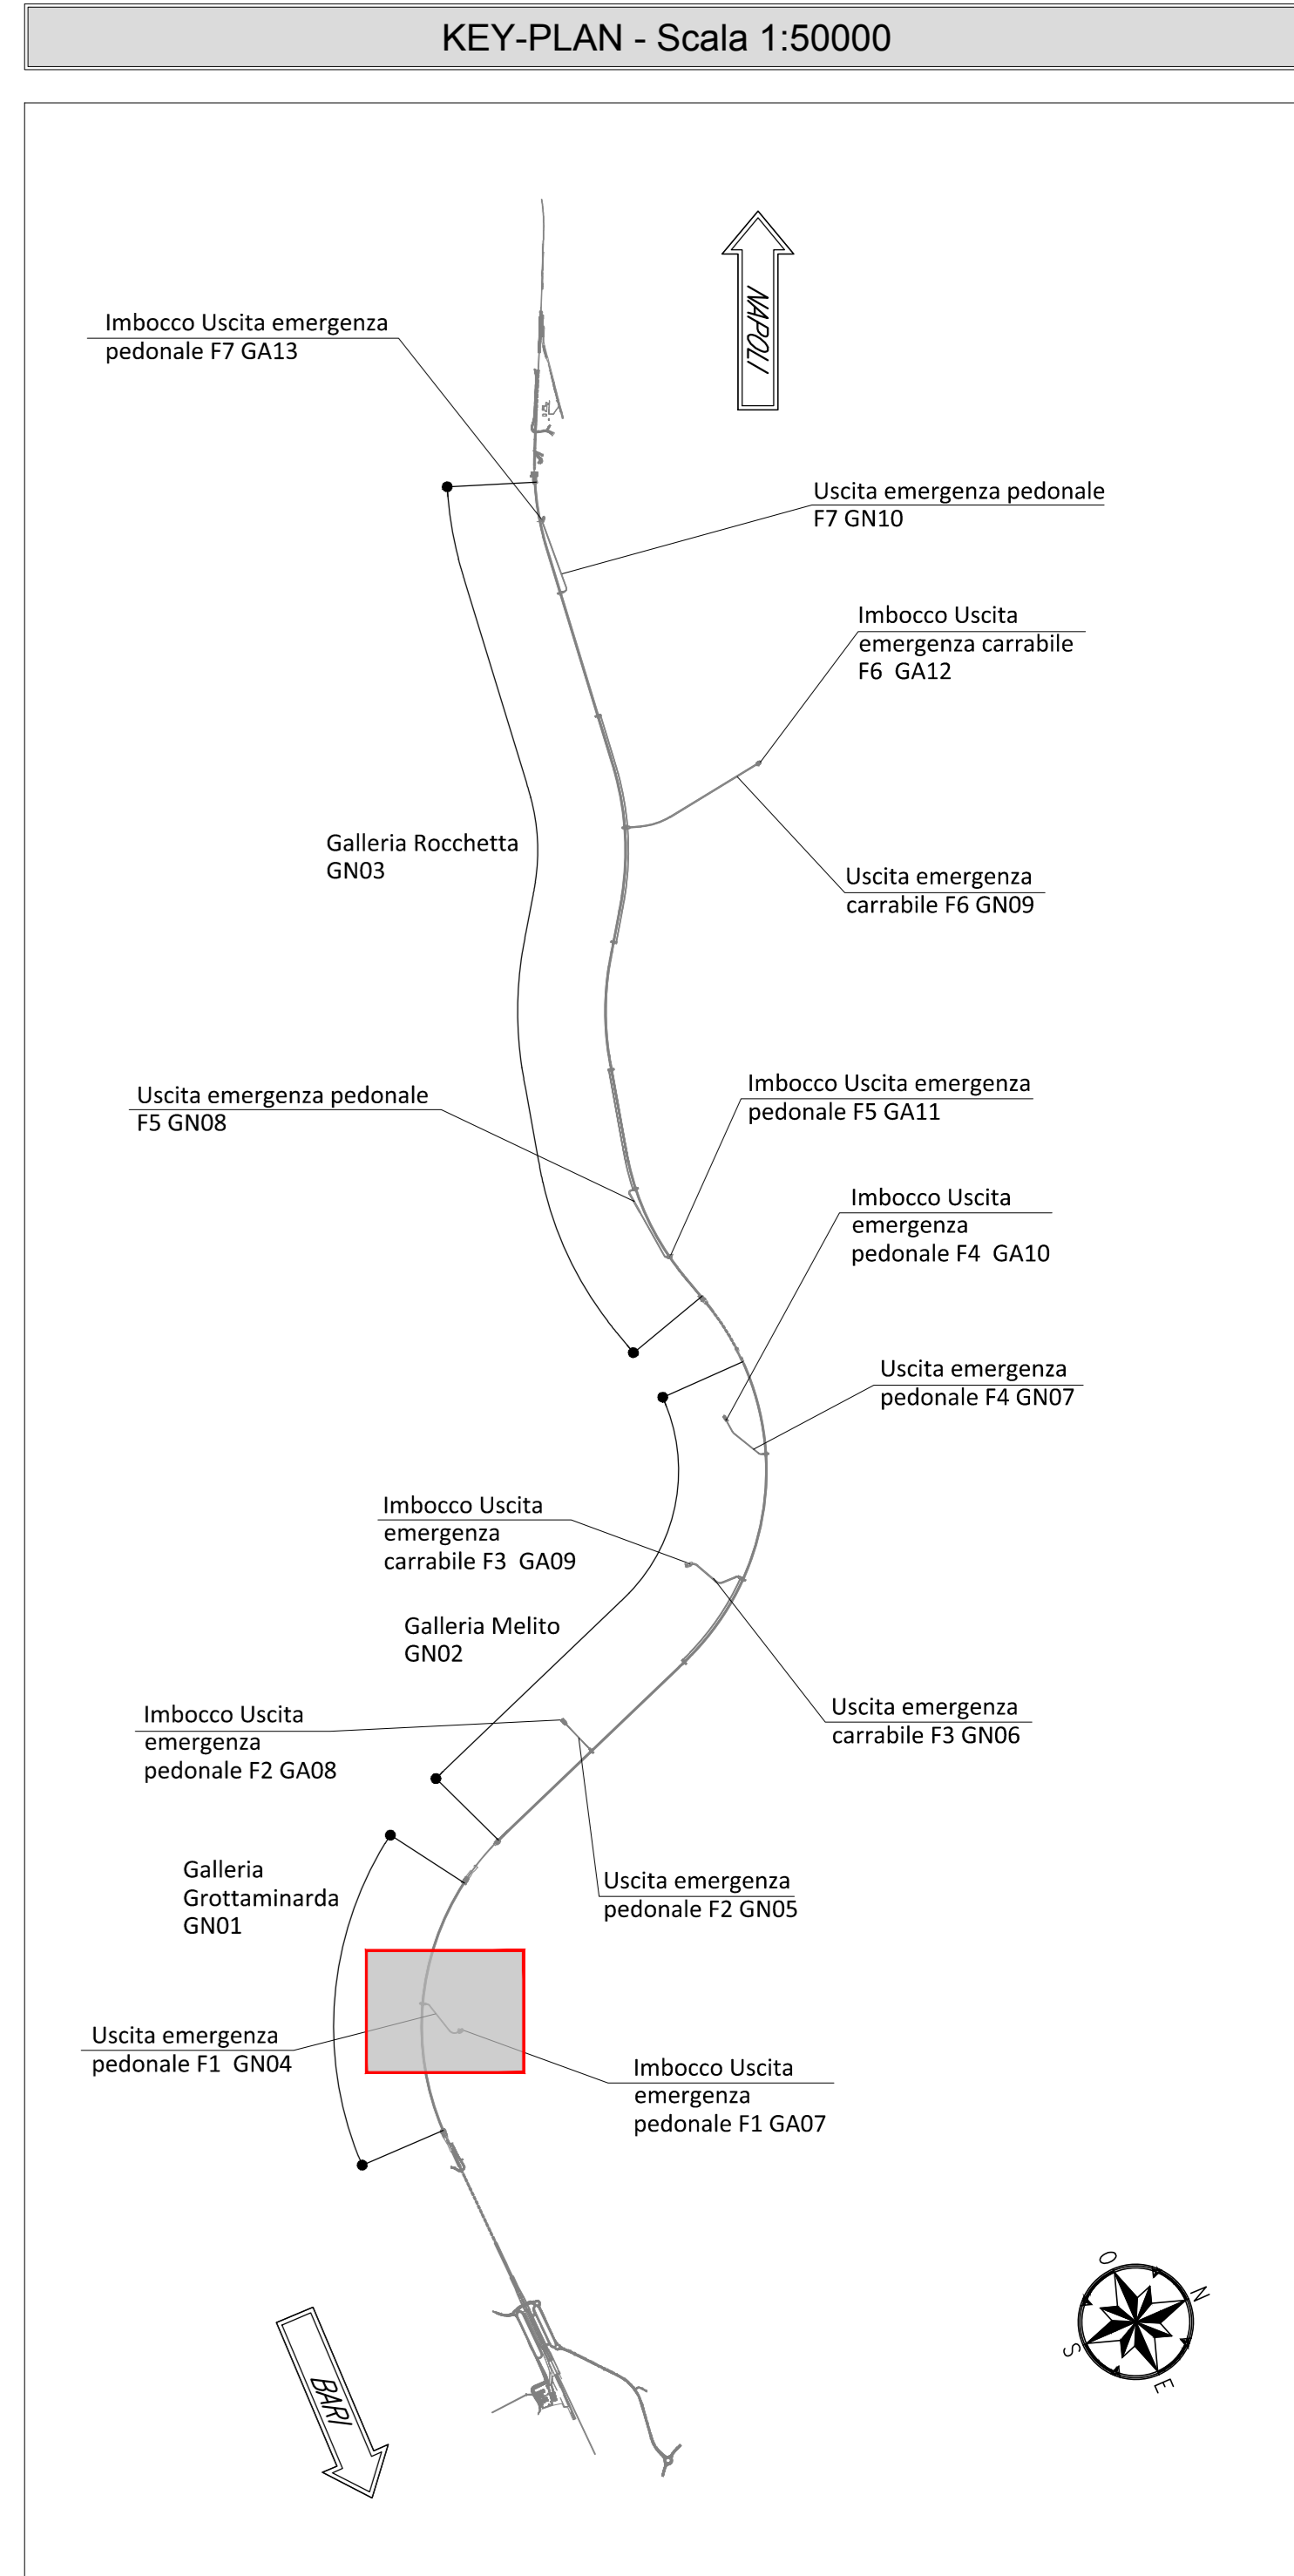 KEY-PLAN - Scala 1:50000
NAPOLI
Imbocco Uscita emergenza
pedonale F7 GA13
Uscita emergenza pedonale
F7 GN10
Imbocco Uscita
emergenza carrabile
F6 GA12
Galleria Rocchetta
GN03
Uscita emergenza
carrabile F6 GN09
Uscita emergenza pedonale
F5 GN08
Imbocco Uscita emergenza
pedonale F5 GA11
Imbocco Uscita
emergenza
pedonale F4 GA10
Uscita emergenza
pedonale F4 GN07
Imbocco Uscita
emergenza
carrabile F3 GA09
Galleria Melito
GN02
Imbocco Uscita
emergenza
pedonale F2 GA08
Uscita emergenza
carrabile F3 GN06
Galleria
Grottaminarda
GN01
Uscita emergenza
pedonale F2 GN05
Uscita emergenza
pedonale F1 GN04
Imbocco Uscita
emergenza
pedonale F1 GA07
O
N
S
E
BARI